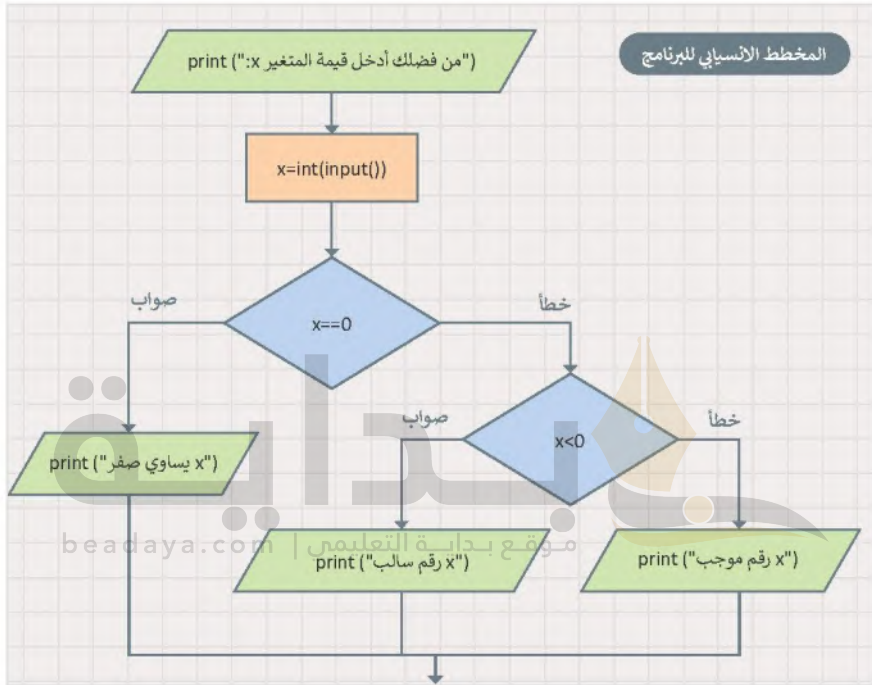 المخطط الانسيابي للبرنامج
print ("من فضلك أدخل قيمة المتغير x:")
x=int(input())
x==0
صواب
خطأ
x<0
صواب
خطأ
print ("x يساوي صفر")
print ("x رقم سالب")
print ("x رقم موجب")
بداية
موقع بداية التعليمي | beadaya.com